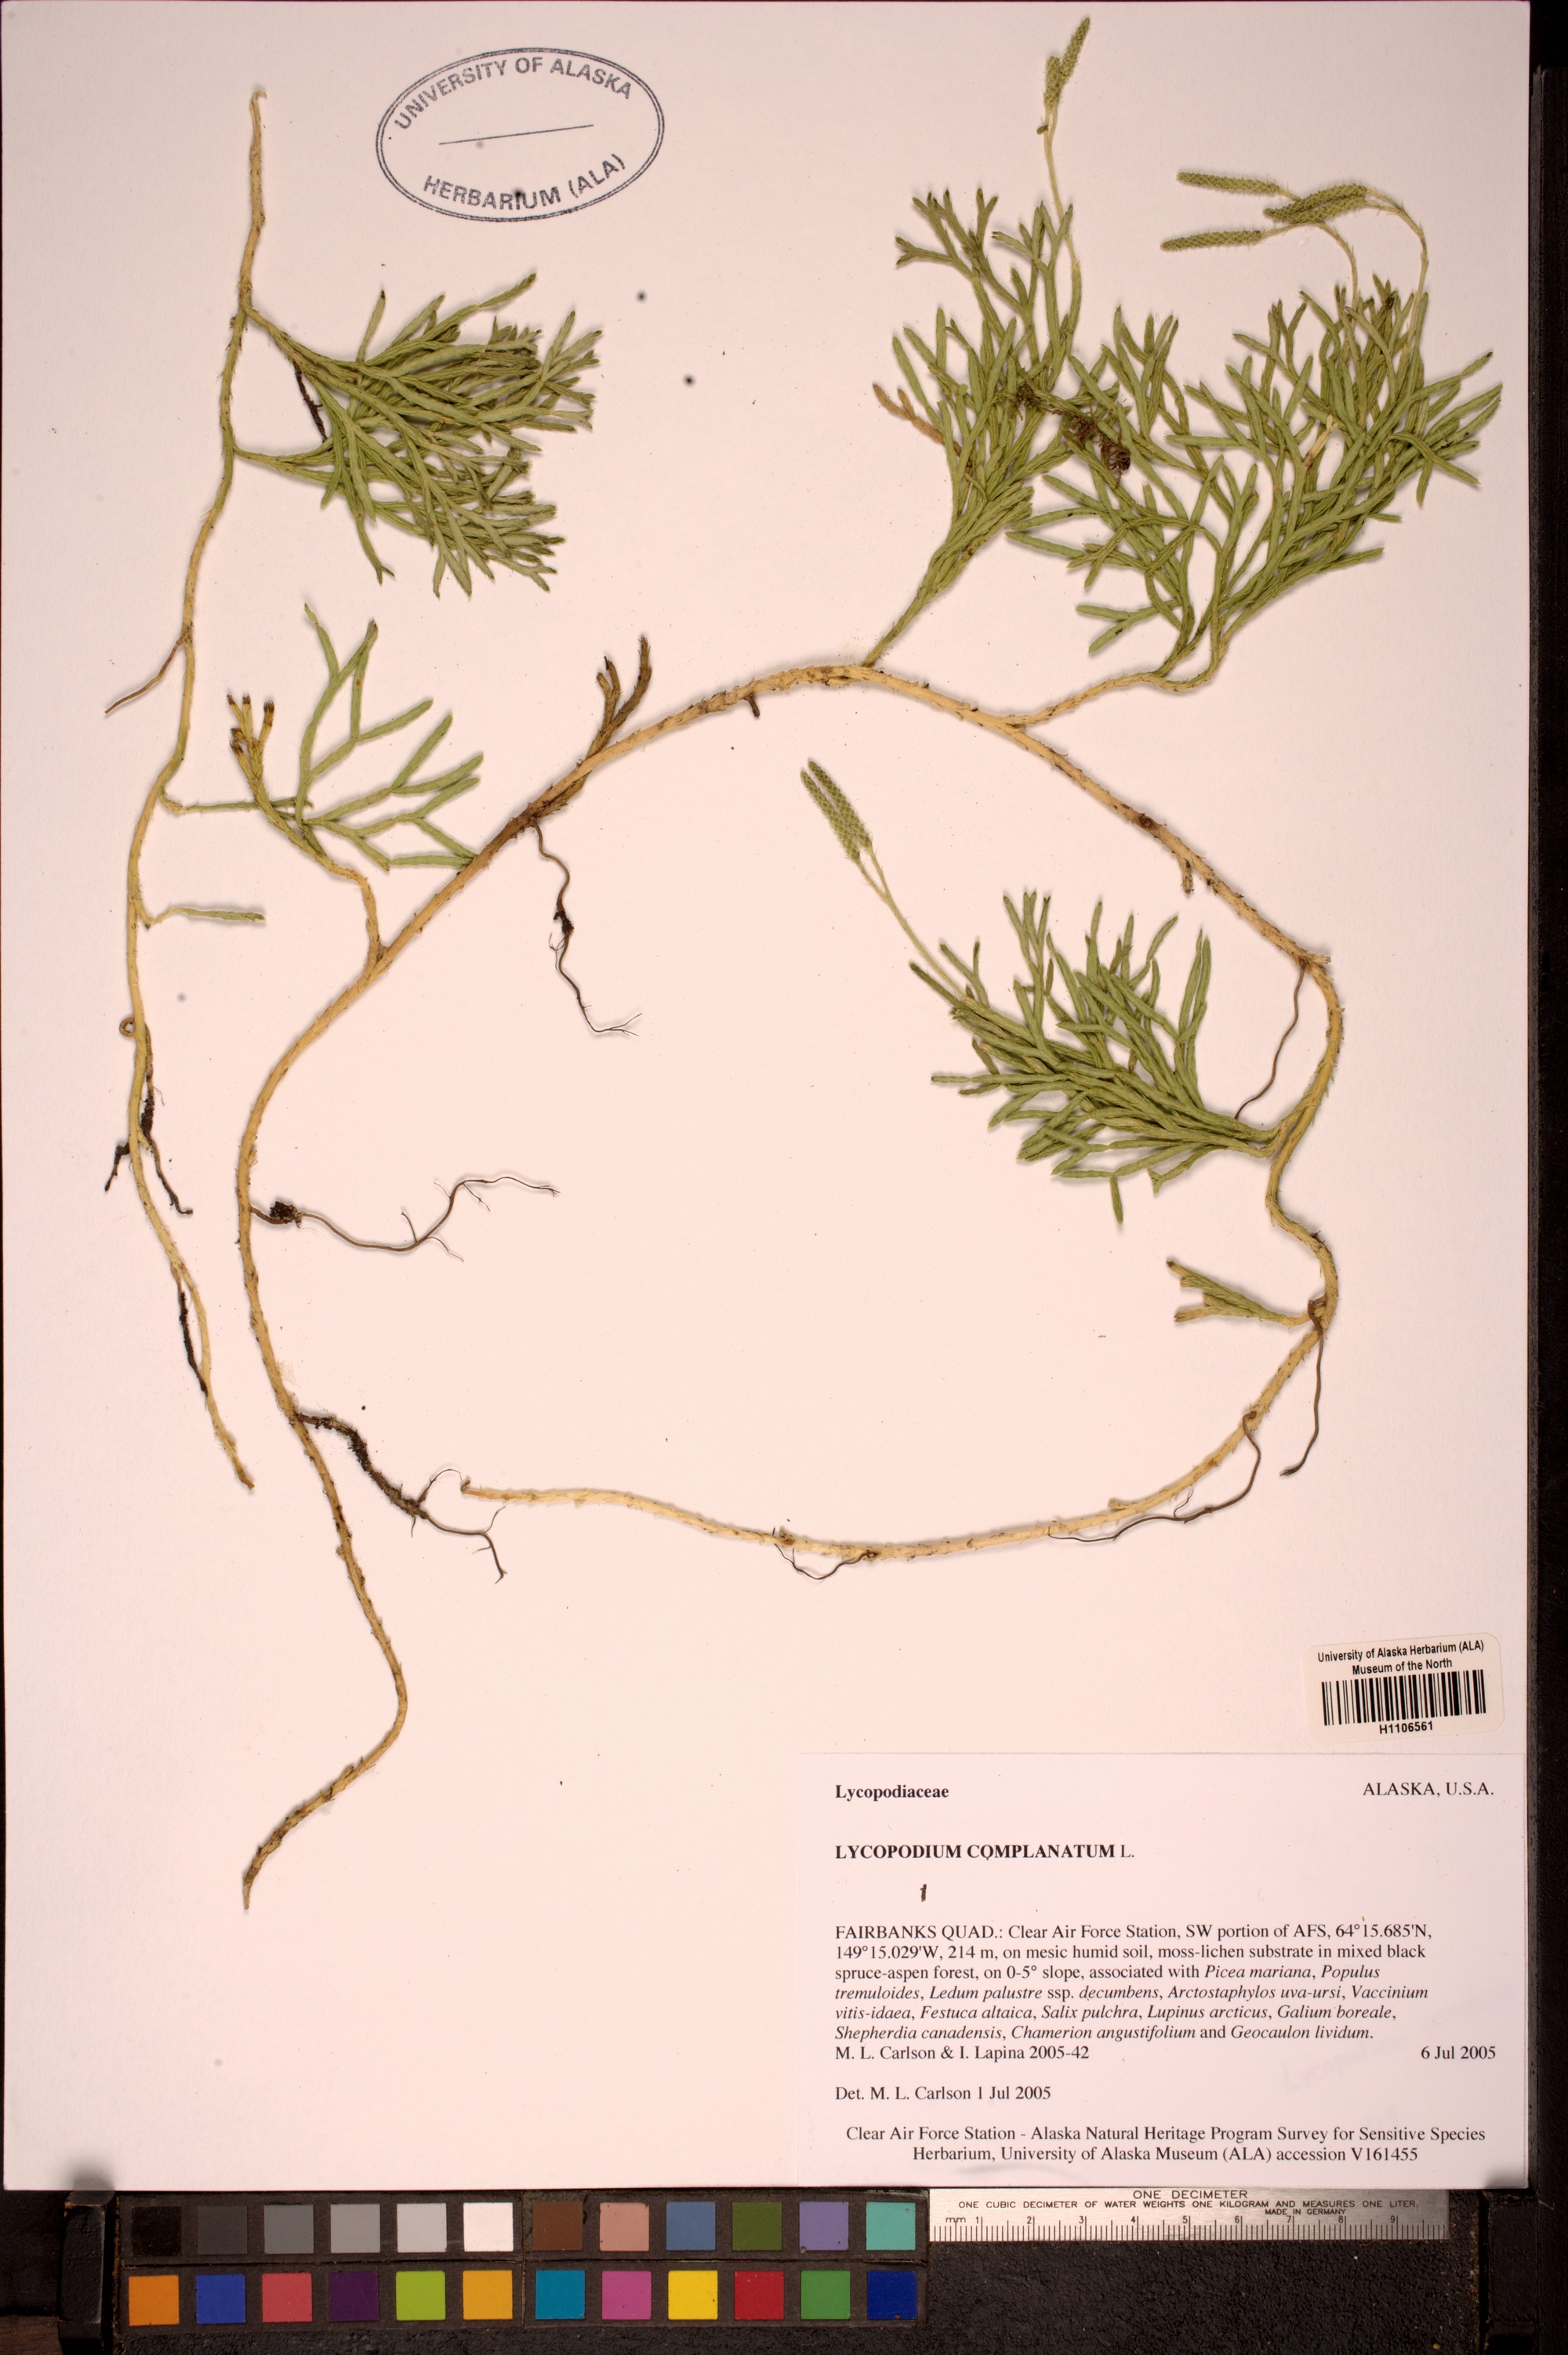 UNIVERSITY OF ALASKA
HERBARIUM (ALA)
University of Alaska Herbarium (ALA)
Museum of the North
H1106561
Lycopodiaceae ALASKA, U.S.A.
LYCOPODIUM COMPLANATUM L.
1
FAIRBANKS QUAD.: Clear Air Force Station, SW portion of AFS, 64°15.685'N,
149°15.029'W, 214 m, on mesic humid soil, moss-lichen substrate in mixed black
spruce-aspen forest, on 0-5° slope, associated with Picea mariana, Populus
tremuloides, Ledum palustre ssp. decumbens, Arctostaphylos uva-ursi, Vaccinium
vitis-idaea, Festuca altaica, Salix pulchra, Lupinus arcticus, Galium boreale,
Shepherdia canadensis, Chamerion angustifolium and Geocaulon lividum.
M. L. Carlson & I. Lapina 2005-42 6 Jul 2005
Det. M. L. Carlson 1 Jul 2005
Clear Air Force Station - Alaska Natural Heritage Program Survey for Sensitive Species
Herbarium, University of Alaska Museum (ALA) accession V161455
ONE DECIMETER
ONE CUBIC DECIMETER OF WATER WEIGHTS ONE KILOGRAM AND MEASURES ONE LITER.
MADE IN GERMANY
mm 1 2 3 4 5 6 7 8 9